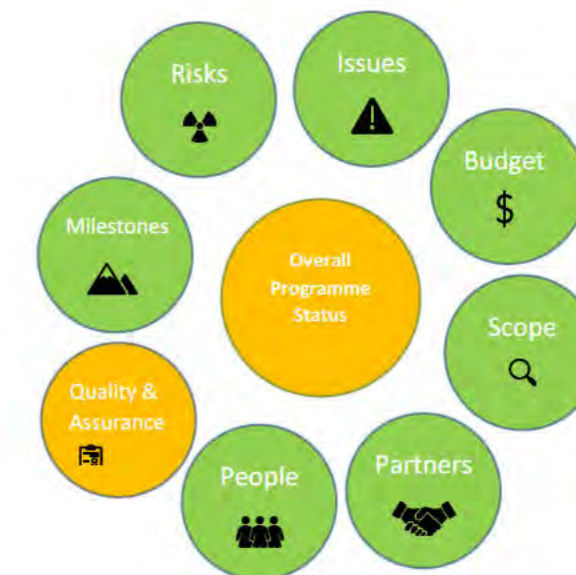 Risks
Issues
Budget
$
Milestones
Overall
Programme
Status
Scope
Quality &
Assurance
People
Partners